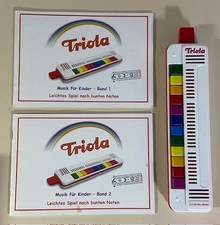 Triola
Musik für Kinder - Band 1
Leichtes Spiel nach bunten Noten
Triola
Musik für Kinder - Band 2
Leichtes Spiel nach bunten Noten
Triola